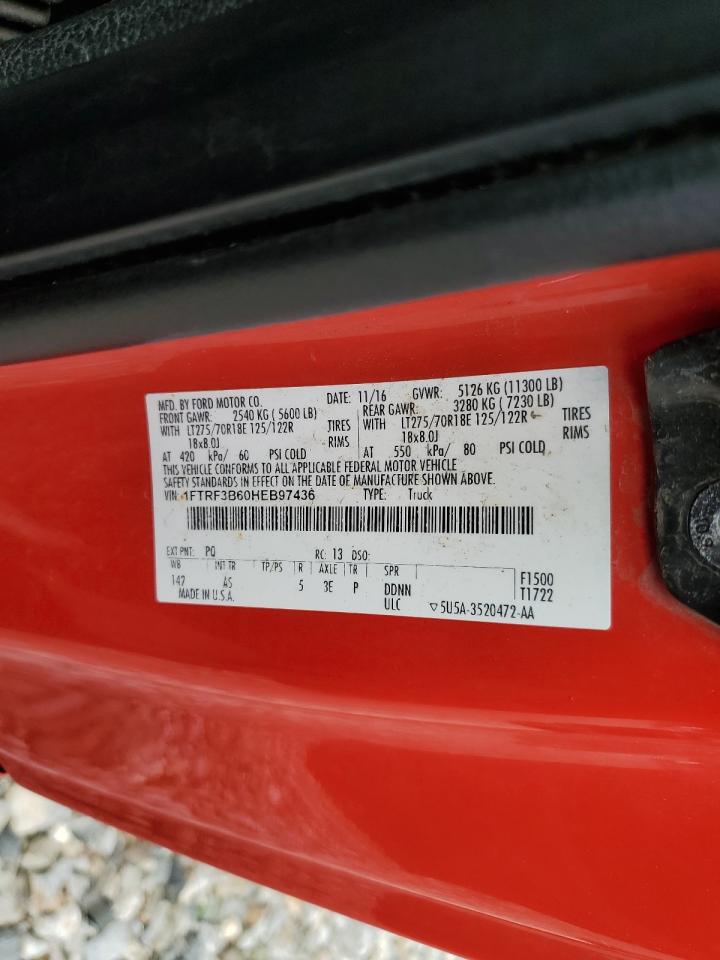 MFD. BY FORD MOTOR CO. DATE: 11/16 GVWR: 5126 KG (11300 LB)
FRONT GAWR: 2540 KG ( 5600 LB) REAR GAWR: 3280 KG ( 7230 LB)
WITH LT275/70R18E 125/122R TIRES WITH LT275/70R18E 125/122R TIRES
18x8.0J RIMS 18x8.0J RIMS
AT 420 kPa/ 60 PSI COLD AT 550 kPa/ 80 PSI COLD
THIS VEHICLE CONFORMS TO ALL APPLICABLE FEDERAL MOTOR VEHICLE
SAFETY STANDARDS IN EFFECT ON THE DATE OF MANUFACTURE SHOWN ABOVE.
VIN: 1FTRF3B60HEB97436 TYPE: Truck
EXT PNT: PQ RC: 13 DSO:
WB INT TR TP/PS R AXLE TR SPR
147 AS 5 3E P DDNN F1500
MADE IN U.S.A. ULC ▽5U5A-3520472-AA T1722